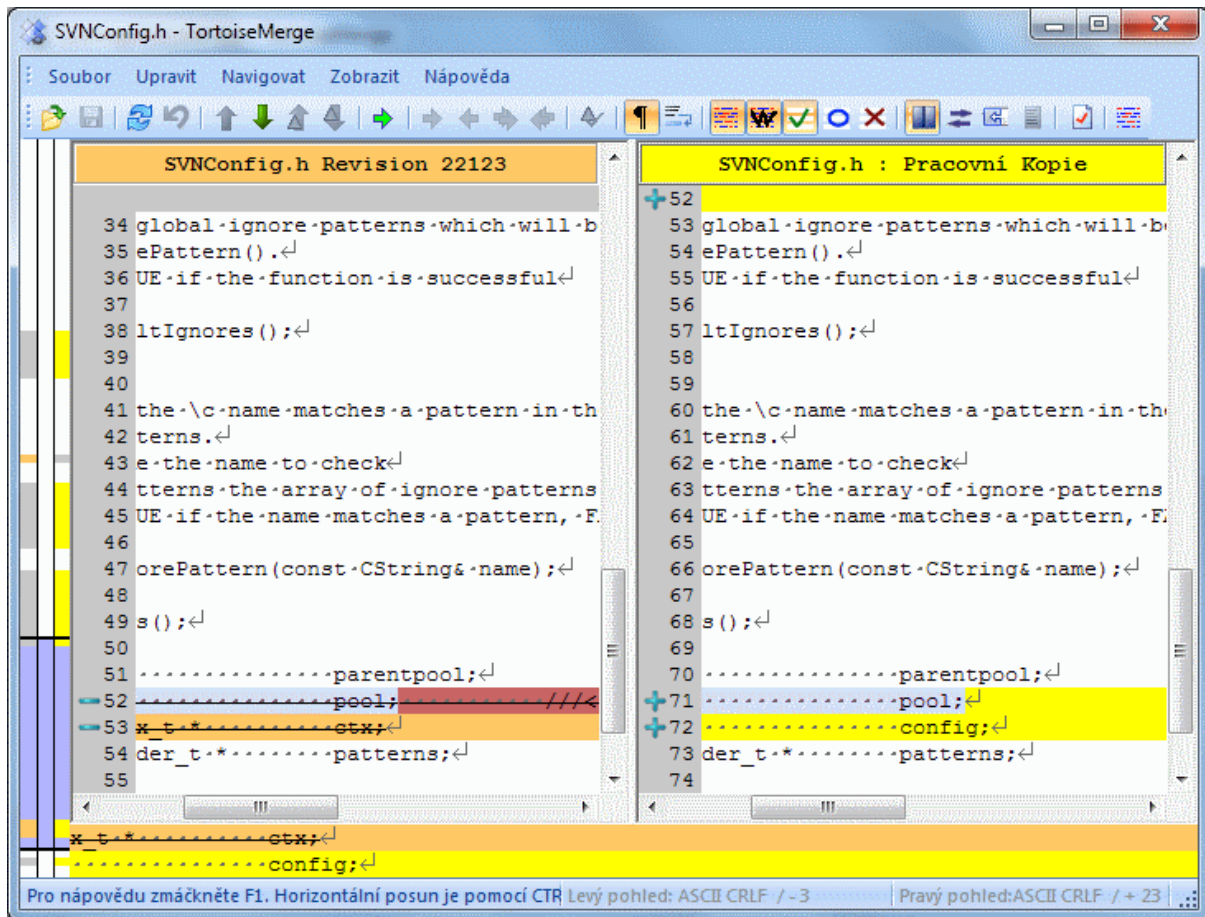 SVNConfig.h - TortoiseMerge
Soubor Upravit Navigovat Zobrazit Nápověda
SVNConfig.h Revision 22123
34 global·ignore·patterns·which·will·b
35 ePattern().↵
36 UE·if·the·function·is·successful↵
37
38 ltIgnores();↵
39
40
41 the·\c·name·matches·a·pattern·in·th
42 terns.↵
43 e·the·name·to·check↵
44 tterns·the·array·of·ignore·patterns
45 UE·if·the·name·matches·a·pattern,·F
46
47 orePattern(const·CString&·name);↵
48
49 s();↵
50
51 ···············parentpool;↵
52 ···············pool;···········///<
53 x_t·*··········ctx;↵
54 der_t·*········patterns;↵
55
SVNConfig.h : Pracovní Kopie
52
53 global·ignore·patterns·which·will·b
54 ePattern().↵
55 UE·if·the·function·is·successful↵
56
57 ltIgnores();↵
58
59
60 the·\c·name·matches·a·pattern·in·the
61 terns.↵
62 e·the·name·to·check↵
63 tterns·the·array·of·ignore·patterns
64 UE·if·the·name·matches·a·pattern,·F
65
66 orePattern(const·CString&·name);↵
67
68 s();↵
69
70 ···············parentpool;↵
71 ···············pool;↵
72 ···············config;↵
73 der_t·*········patterns;↵
74
x_t·*··········ctx;↵
···············config;↵
Pro nápovědu zmáčkněte F1. Horizontální posun je pomocí CTR
Levý pohled: ASCII CRLF / - 3
Pravý pohled:ASCII CRLF / + 23